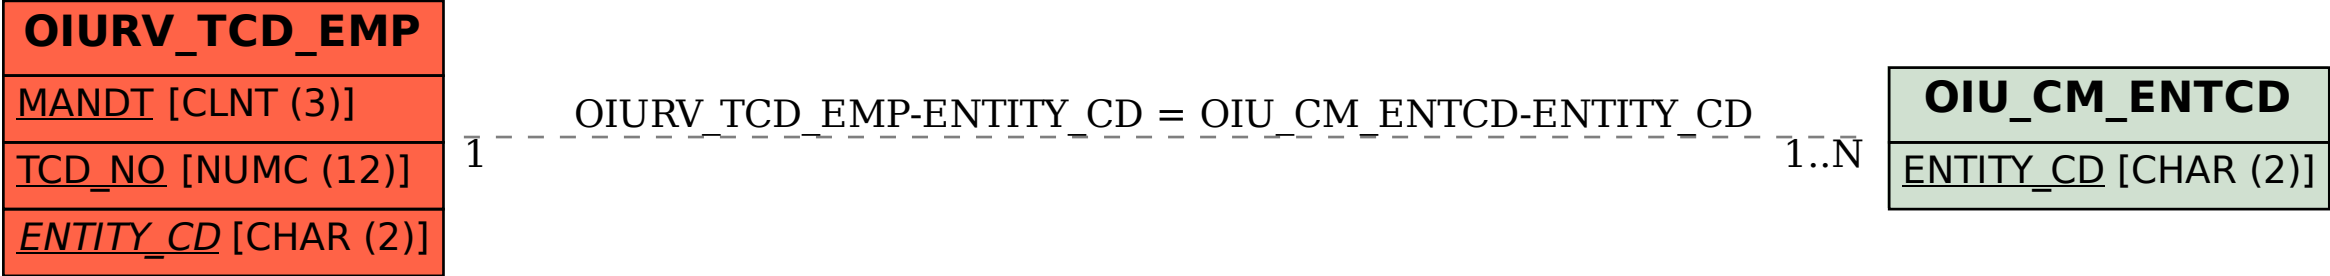 OIURV_TCD_EMP
MANDT [CLNT (3)]
TCD_NO [NUMC (12)]
ENTITY_CD [CHAR (2)]
OIURV_TCD_EMP-ENTITY_CD = OIU_CM_ENTCD-ENTITY_CD
1
1..N
OIU_CM_ENTCD
ENTITY_CD [CHAR (2)]